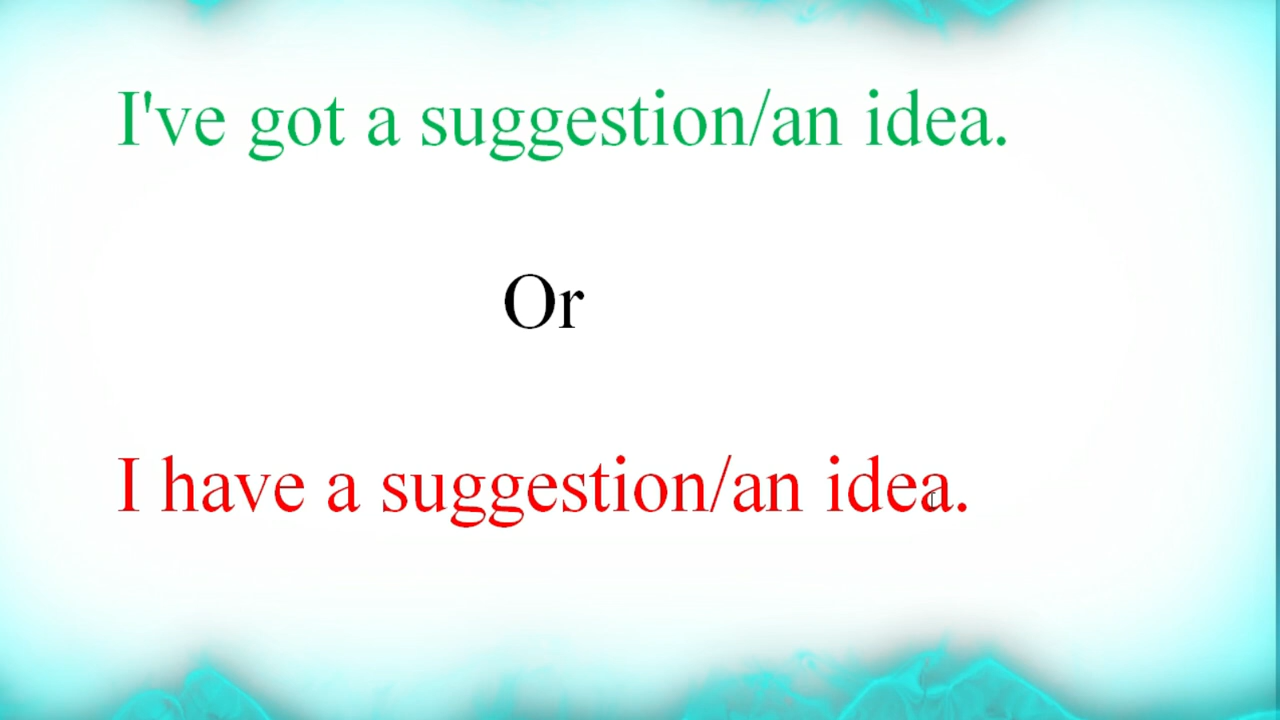 I've got a suggestion/an idea.
Or
I have a suggestion/an idea.